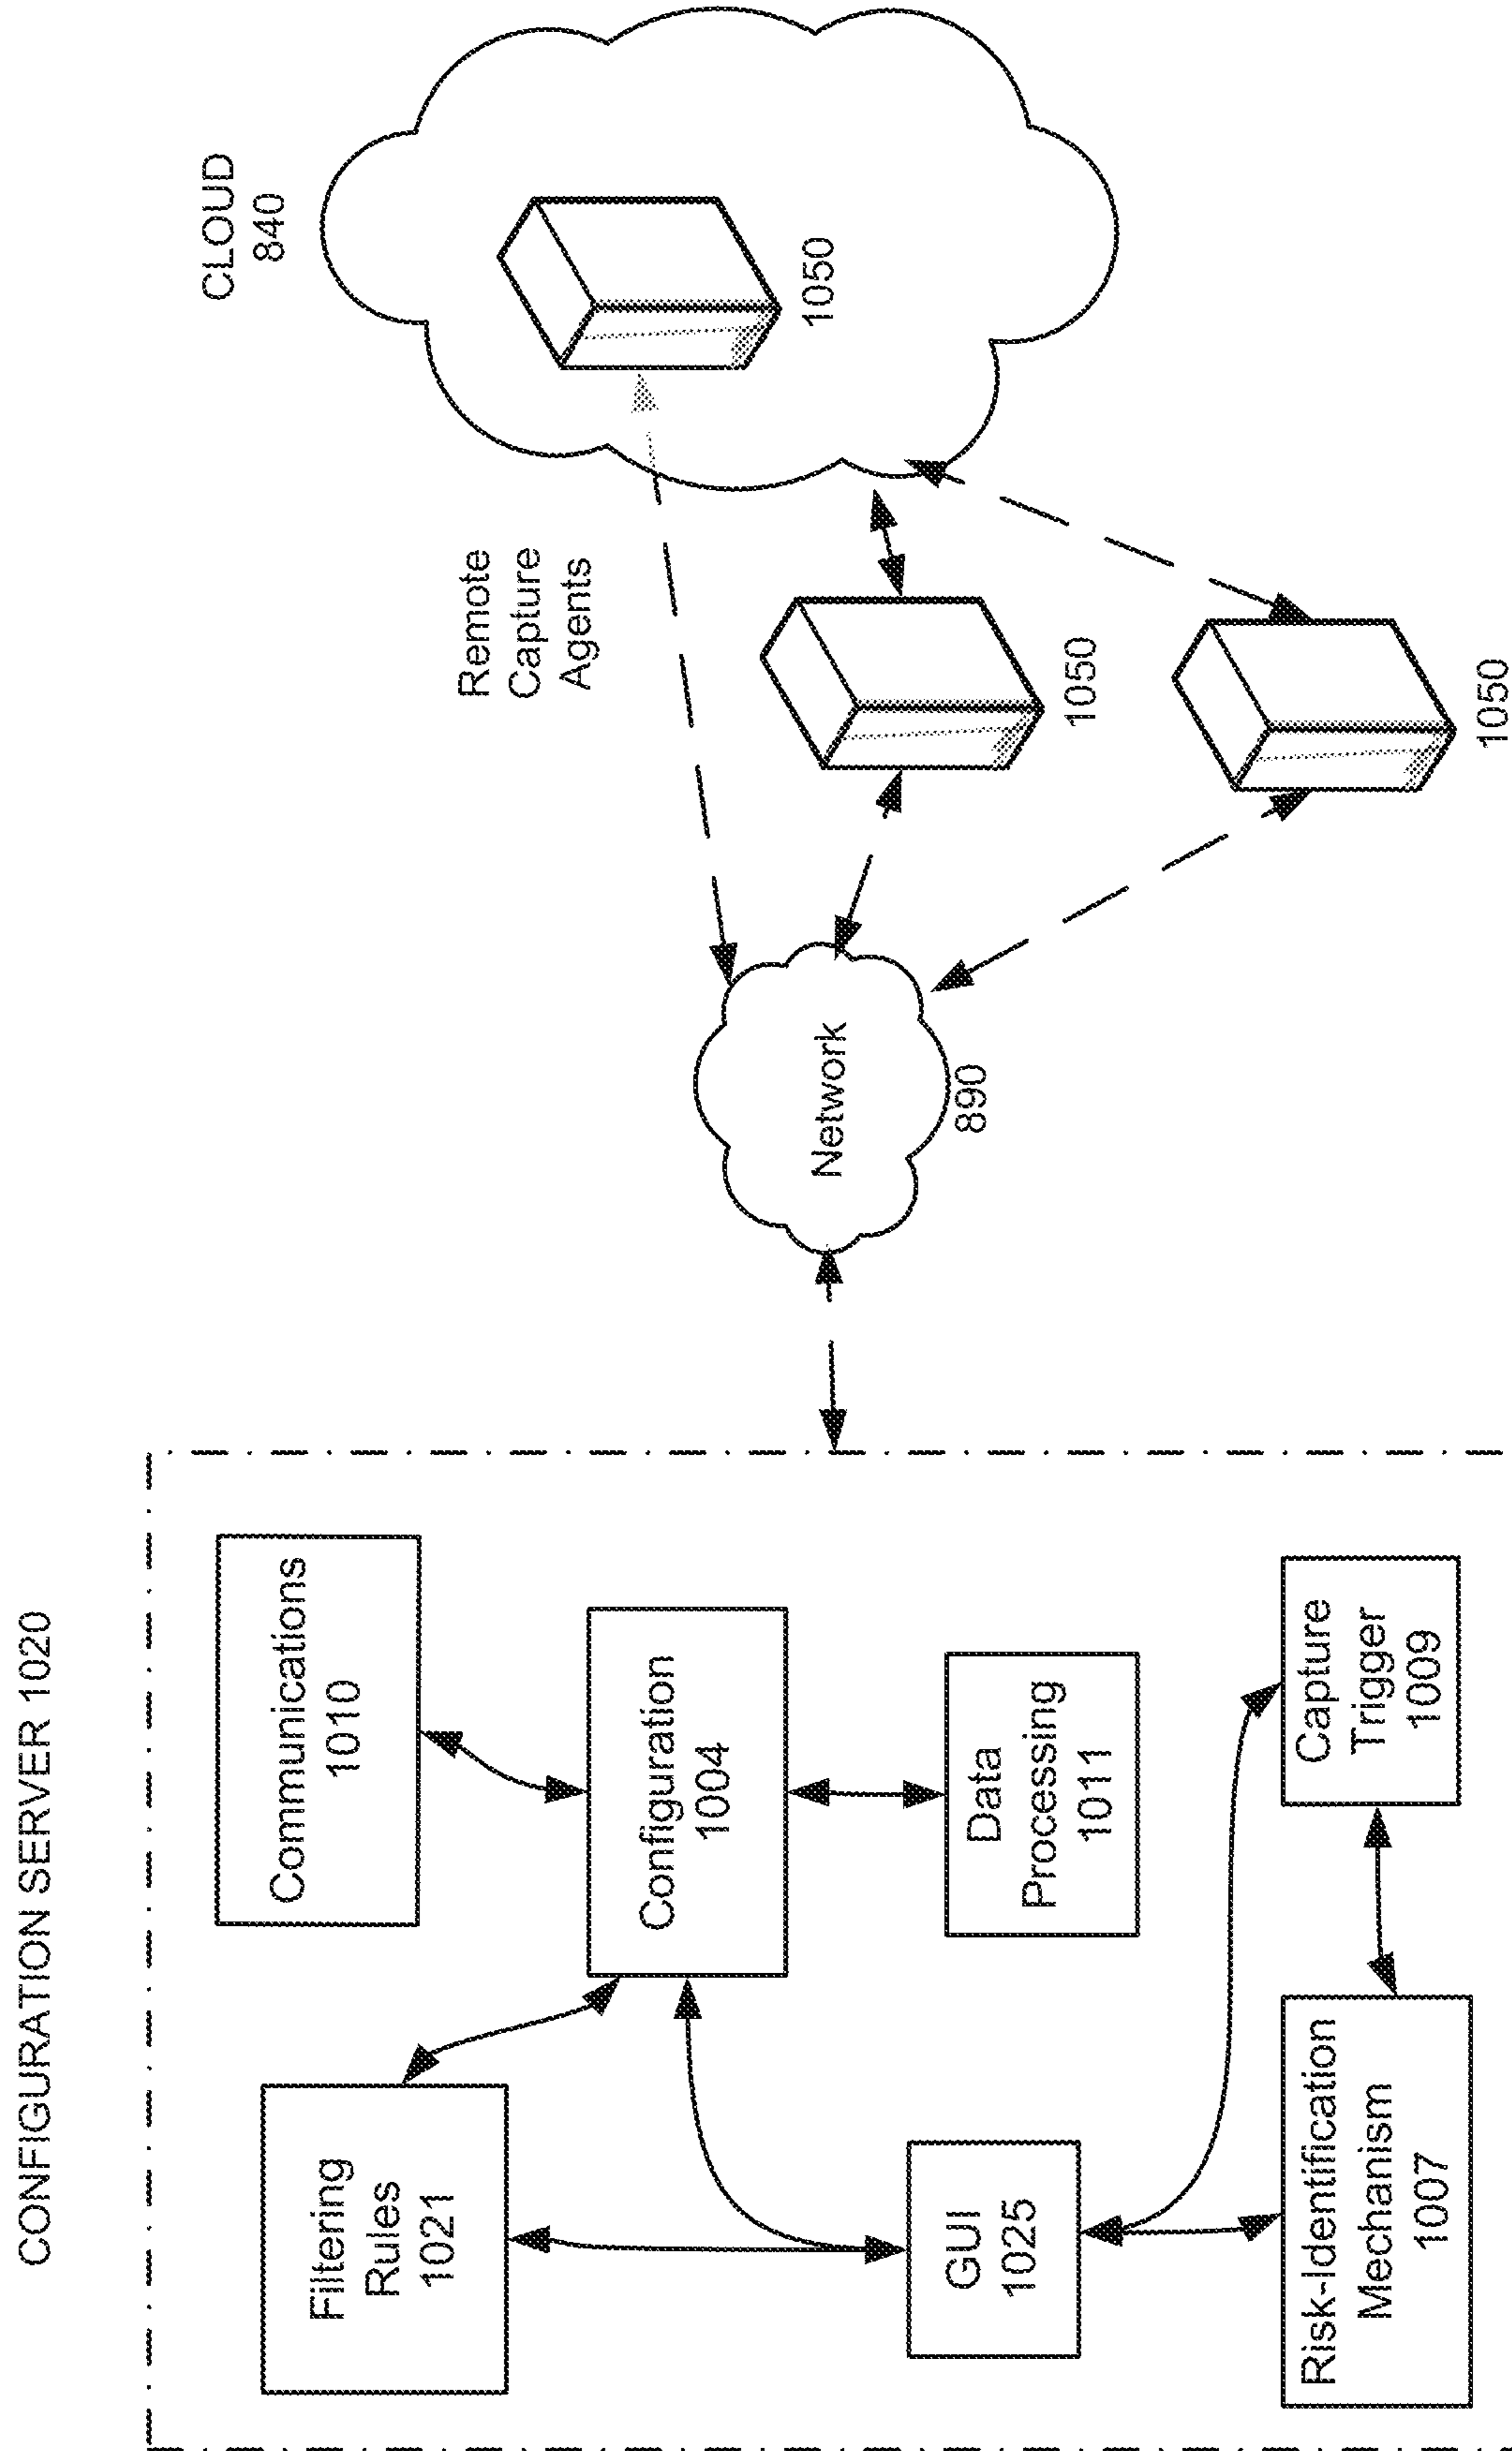 CONFIGURATION SERVER 1020
Filtering
Rules
1021
Communications
1010
Configuration
1004
GUI
1025
Data
Processing
1011
Risk-Identification
Mechanism
1007
Capture
Trigger
1009
Network
890
Remote
Capture
Agents
CLOUD
840
1050
1050
1050